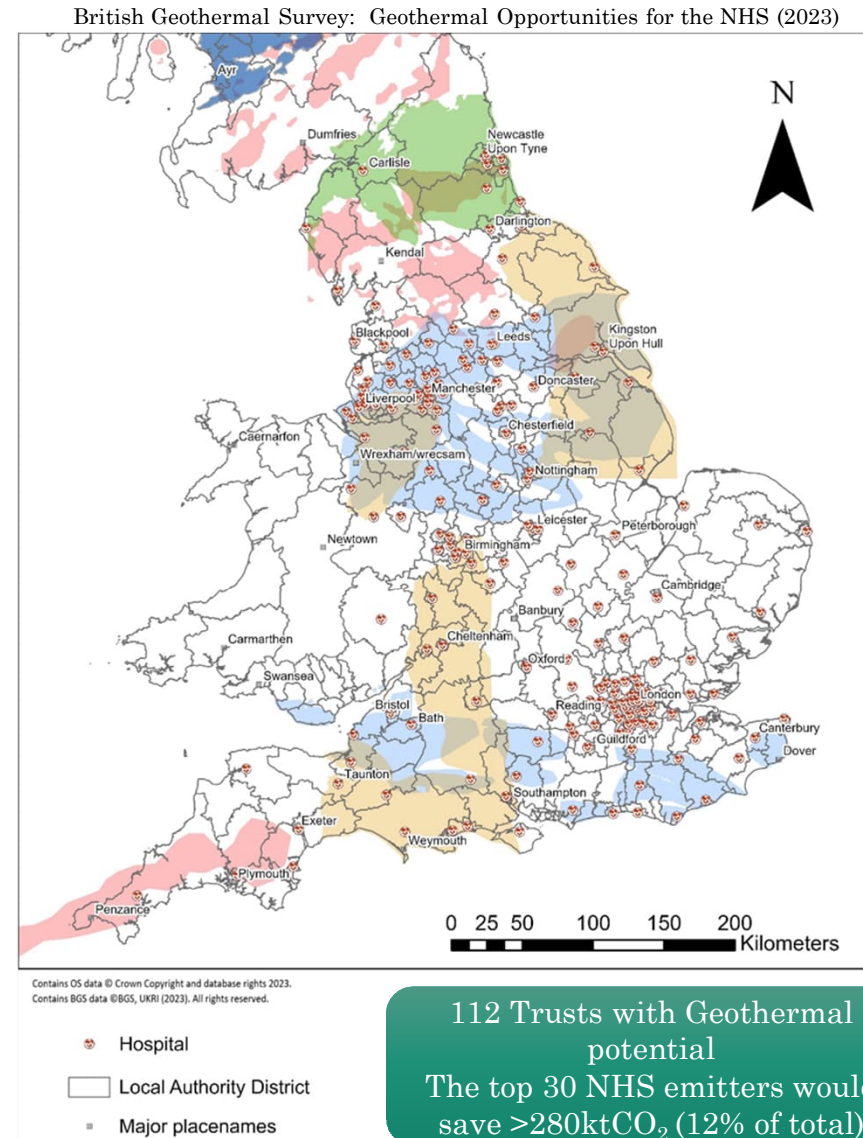 British Geothermal Survey: Geothermal Opportunities for the NHS (2023)
Ayr
N
Dumfries
Newcastle
Upon Tyne
Carlisle
Darlington
Kendal
Blackpool
Leeds
Kingston
Upon Hull
Manchester
Doncaster
Liverpool
Chesterfield
Caernarfon
Wrexham/wrecsam
Nottingham
Leicester
Peterborough
Newtown
Birmingham
Cambridge
Banbury
Carmarthen
Cheltenham
Oxford
Swansea
London
Bristol
Reading
Bath
Canterbury
Guildford
Dover
Taunton
Southampton
Exeter
Weymouth
Plymouth
Penzance
0 25 50 100 150 200
Kilometers
Contains OS data © Crown Copyright and database rights 2023.
Contains BGS data ©BGS, UKRI (2023). All rights reserved.
Hospital
Local Authority District
Major placenames
112 Trusts with Geothermal
potential
The top 30 NHS emitters would
save >280ktCO₂ (12% of total)